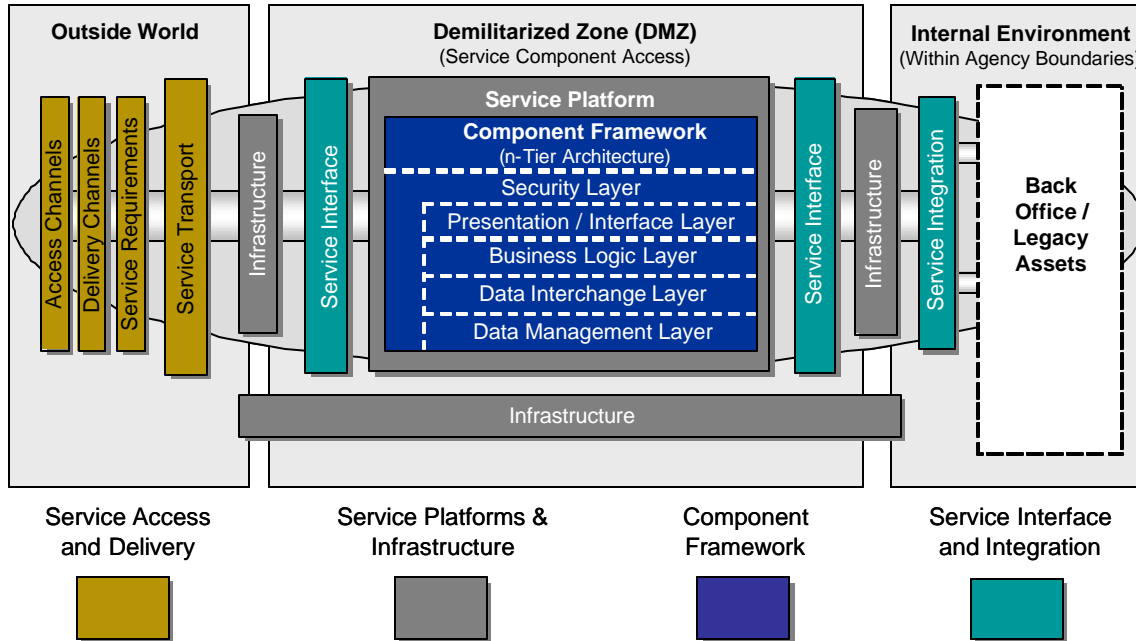 Outside World
Demilitarized Zone (DMZ)
(Service Component Access)
Internal Environment
(Within Agency Boundaries)
Access Channels
Delivery Channels
Service Requirements
Service Transport
Infrastructure
Service Interface
Service Platform
Component Framework
(n-Tier Architecture)
Security Layer
Presentation / Interface Layer
Business Logic Layer
Data Interchange Layer
Data Management Layer
Service Interface
Infrastructure
Service Integration
Back
Office /
Legacy
Assets
Infrastructure
Service Access
and Delivery
Service Platforms &
Infrastructure
Component
Framework
Service Interface
and Integration